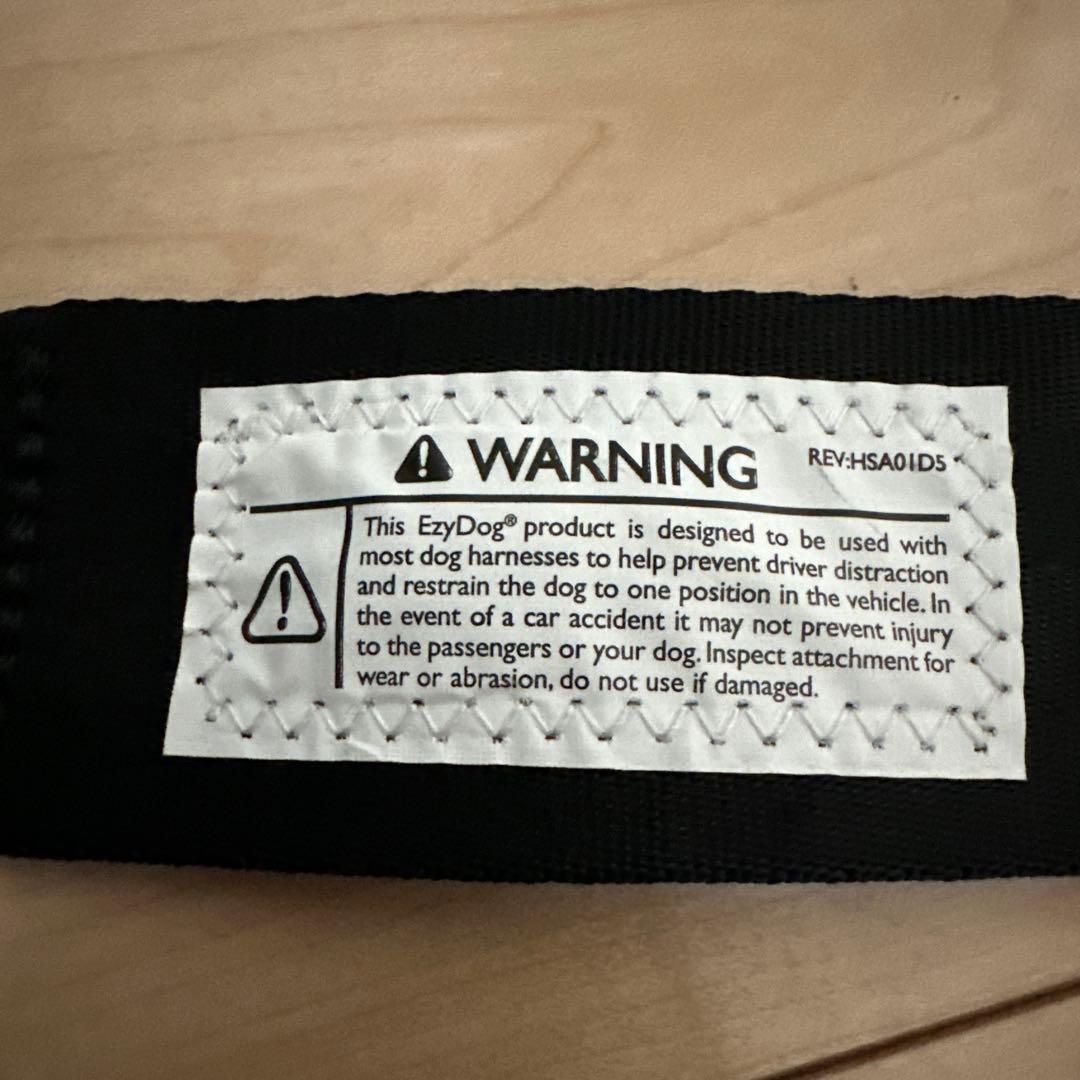 WARNING REV:HSA01D5
This EzyDog® product is designed to be used with
most dog harnesses to help prevent driver distraction
and restrain the dog to one position in the vehicle. In
the event of a car accident it may not prevent injury
to the passengers or your dog. Inspect attachment for
wear or abrasion, do not use if damaged.